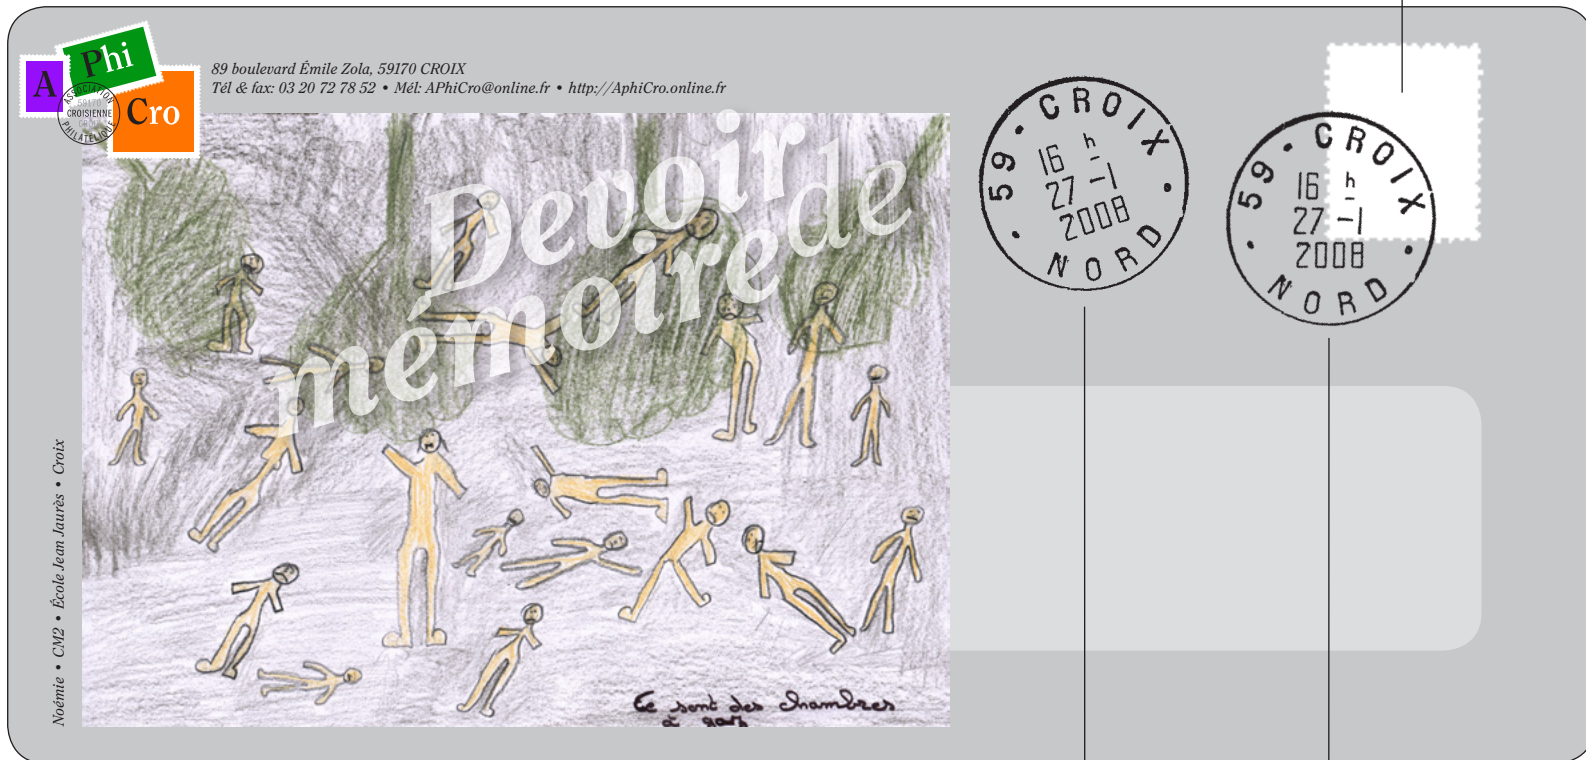 A Phi
Cro
ASSOCIATION
59170
CROISIENNE
CROIX
PHILATÉLIQUE
89 boulevard Émile Zola, 59170 CROIX
Tél & fax: 03 20 72 78 52 • Mél: APhiCro@online.fr • http://AphiCro.online.fr
Devoir de
mémoire
59 • CROIX
16 h
27 -1
2008
• NORD •
59 • CROIX
16 h
27 -1
2008
• NORD •
Noémie • CM2 • École Jean Jaurès • Croix
Ce sont des chambres
à gaz